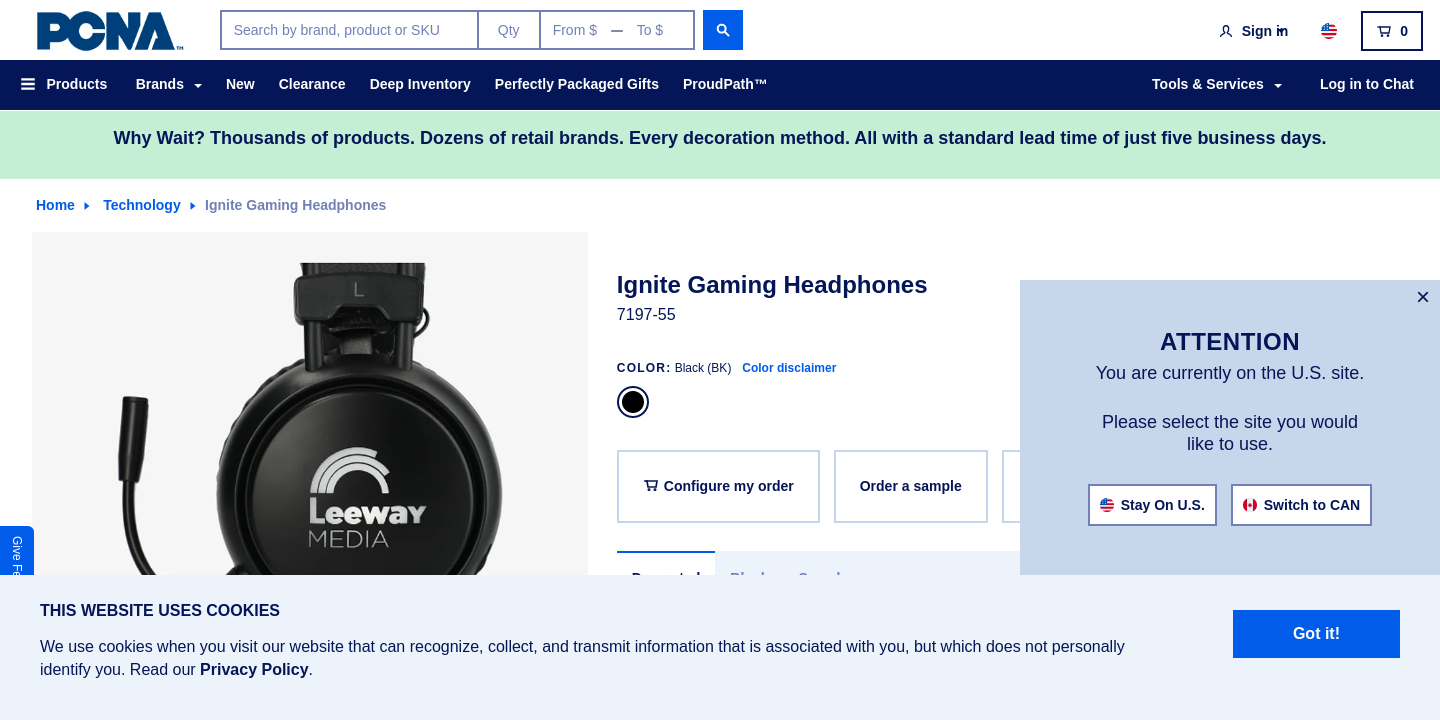 PCNA™
Search by brand, product or SKU
Qty
From $ — To $
Sign in
0
Products
Brands
New
Clearance
Deep Inventory
Perfectly Packaged Gifts
ProudPath™
Tools & Services
Log in to Chat
Why Wait? Thousands of products. Dozens of retail brands. Every decoration method. All with a standard lead time of just five business days.
Home
Technology
Ignite Gaming Headphones
L
Leeway
MEDIA
Ignite Gaming Headphones
7197-55
COLOR: Black (BK) Color disclaimer
Configure my order
Order a sample
×
ATTENTION
You are currently on the U.S. site.
Please select the site you would
like to use.
Stay On U.S.
Switch to CAN
Give Fe
THIS WEBSITE USES COOKIES
We use cookies when you visit our website that can recognize, collect, and transmit information that is associated with you, but which does not personally
identify you. Read our Privacy Policy.
Got it!